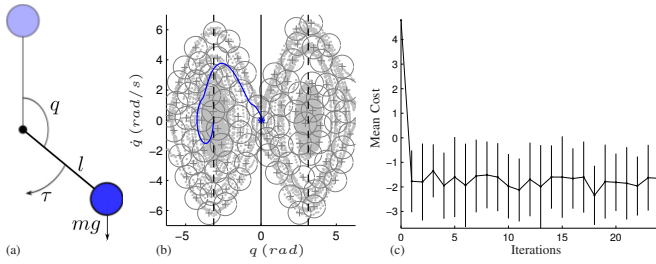 q
l
τ
mg
(a)
6
4
2
0
−2
−4
−6
q̇ (rad/s)
−5
0
5
q (rad)
(b)
4
3
2
1
0
−1
−2
−3
Mean Cost
0
5
10
15
20
Iterations
(c)